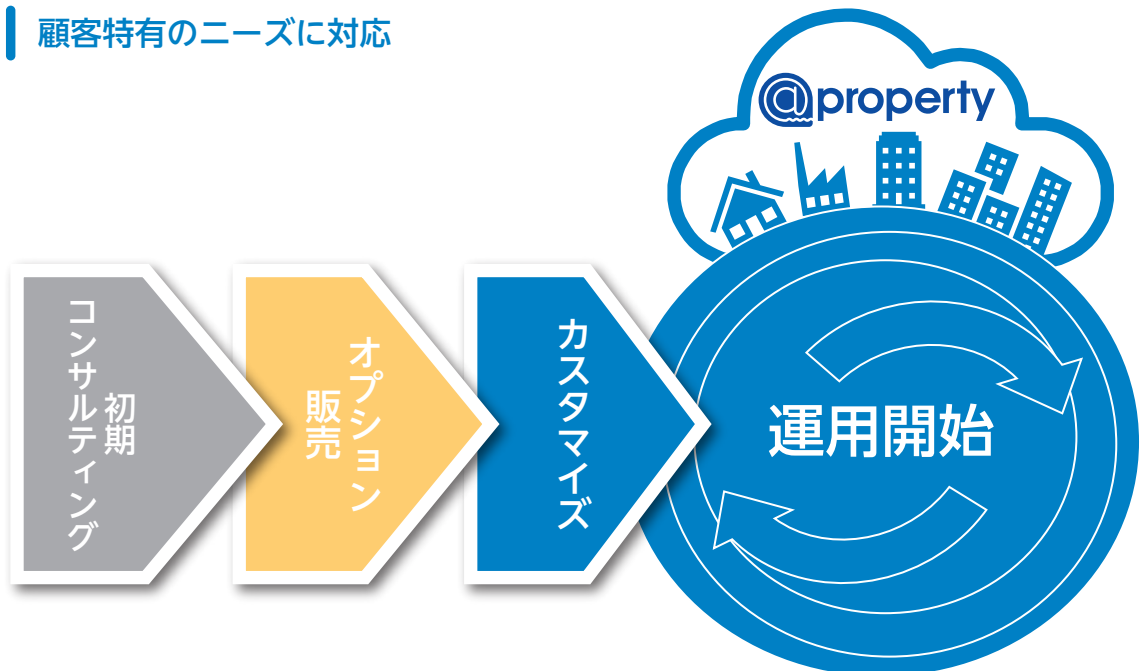 顧客特有のニーズに対応
@property
初期
コンサルティング
オプション
販売
カスタマイズ
運用開始